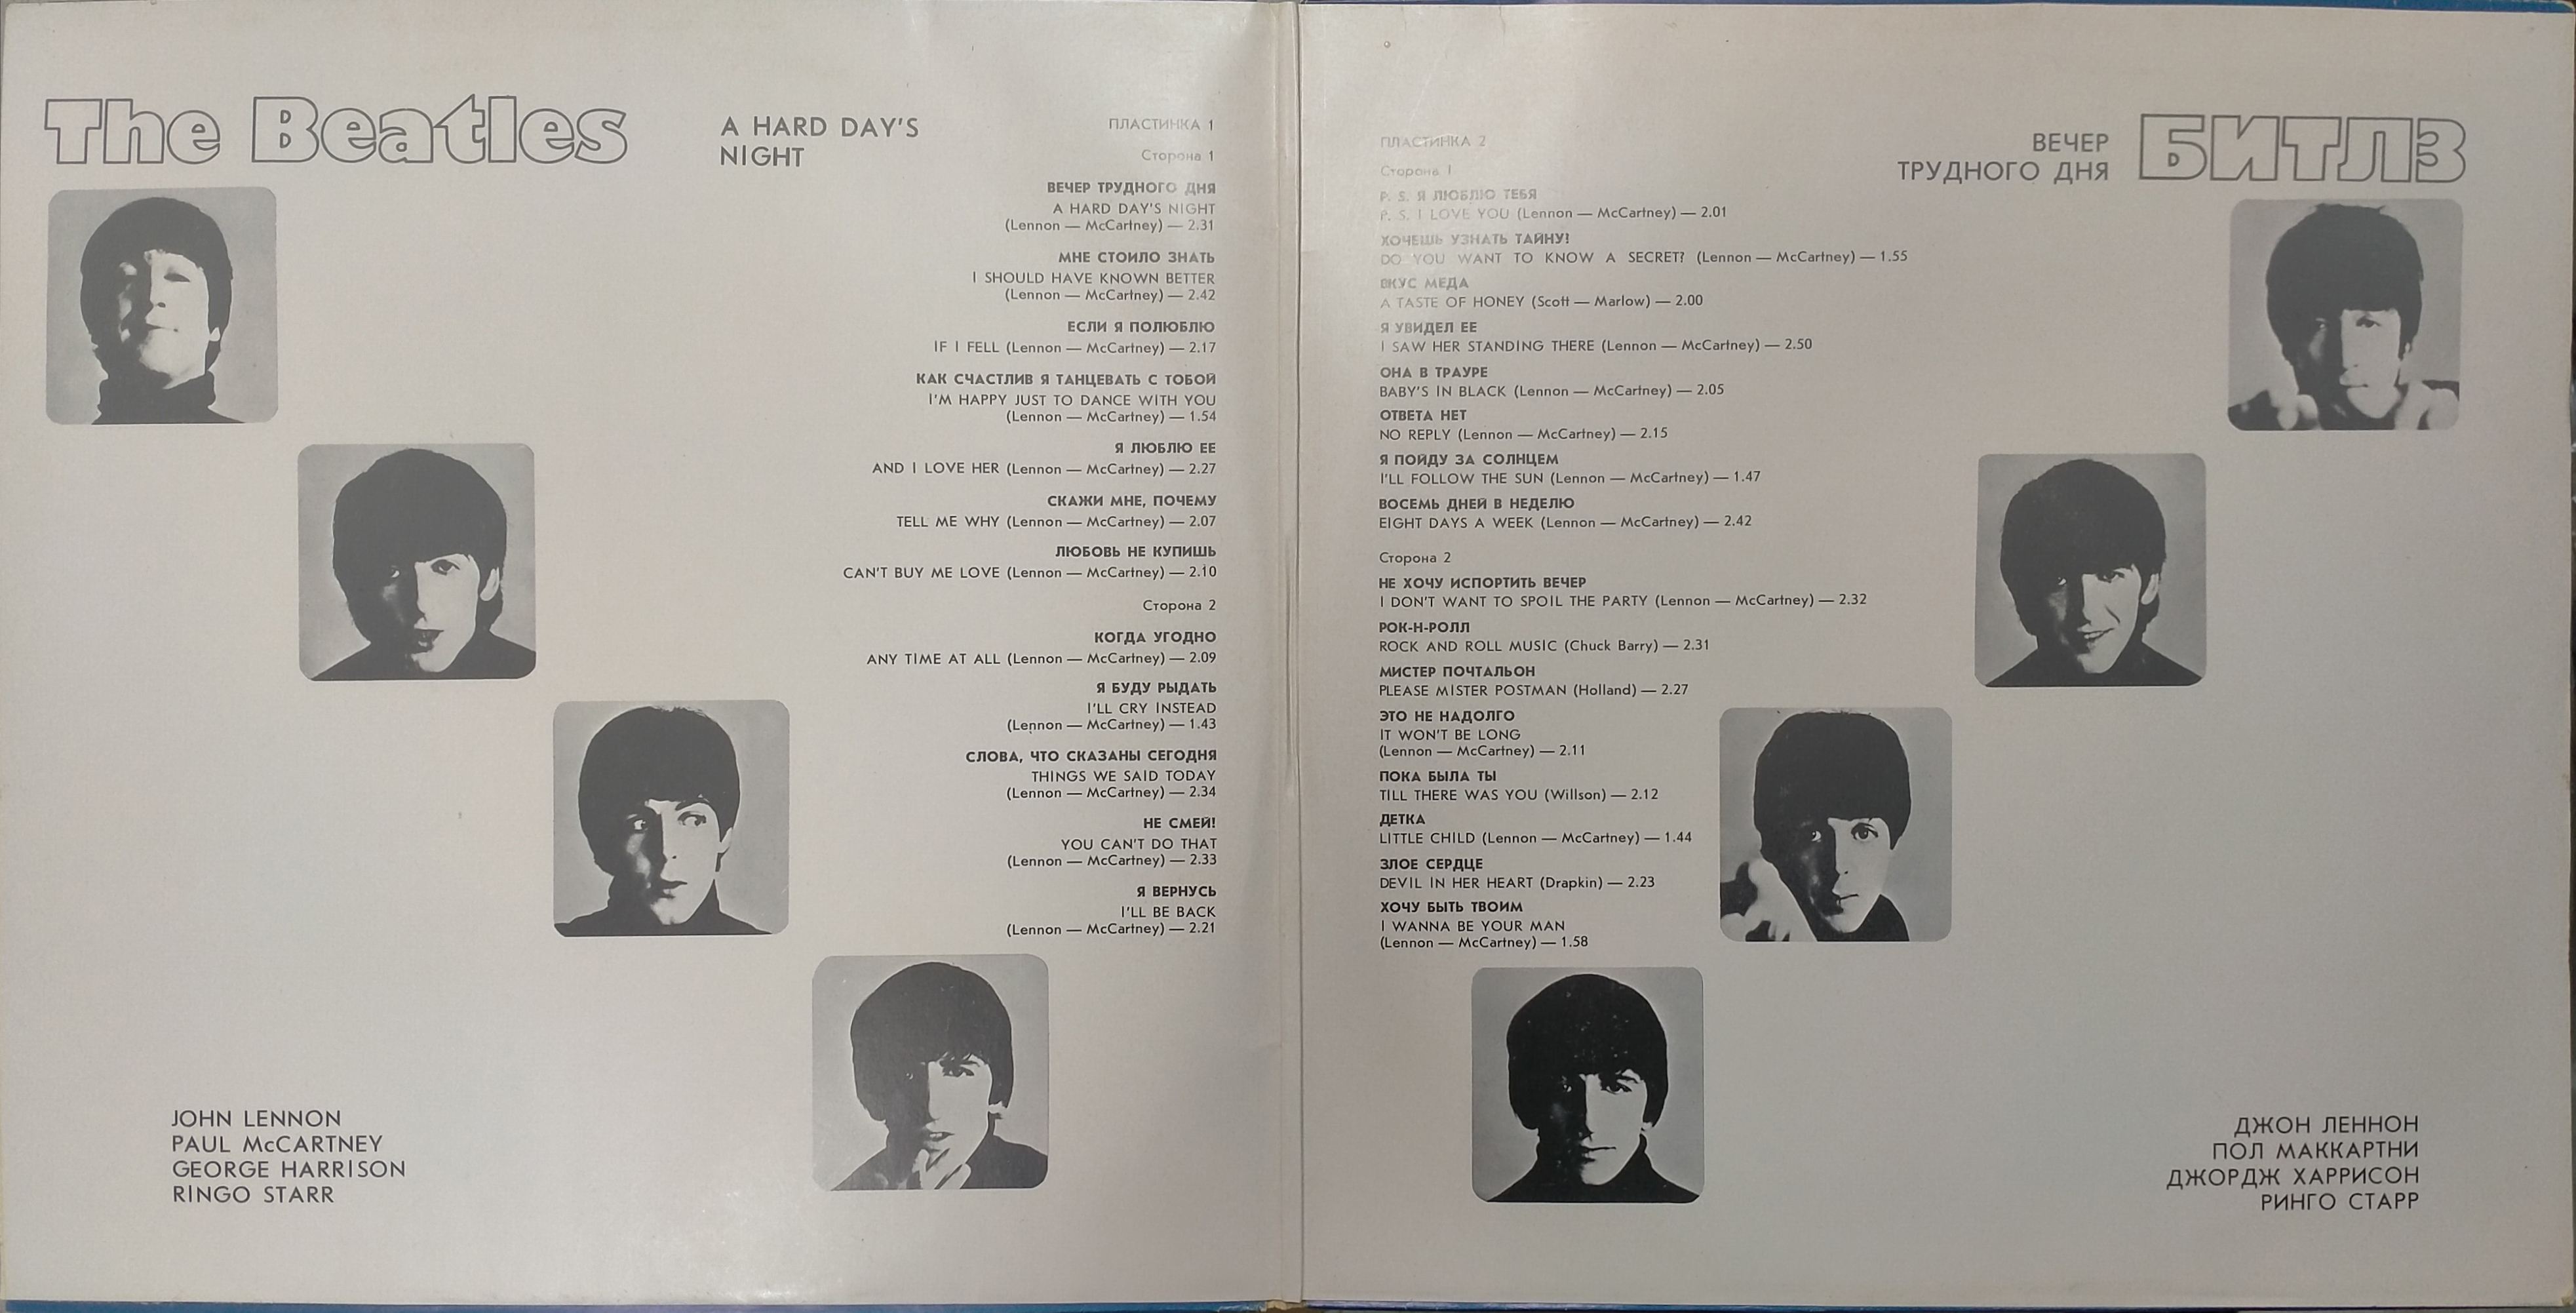 The Beatles
A HARD DAY'S
NIGHT
ПЛАСТИНКА 1
Сторона 1
ВЕЧЕР ТРУДНОГО ДНЯ
A HARD DAY'S NIGHT
(Lennon — McCartney) — 2.31
МНЕ СТОИЛО ЗНАТЬ
I SHOULD HAVE KNOWN BETTER
(Lennon — McCartney) — 2.42
ЕСЛИ Я ПОЛЮБЛЮ
IF I FELL (Lennon — McCartney) — 2.17
КАК СЧАСТЛИВ Я ТАНЦЕВАТЬ С ТОБОЙ
I'M HAPPY JUST TO DANCE WITH YOU
(Lennon — McCartney) — 1.54
Я ЛЮБЛЮ ЕЕ
AND I LOVE HER (Lennon — McCartney) — 2.27
СКАЖИ МНЕ, ПОЧЕМУ
TELL ME WHY (Lennon — McCartney) — 2.07
ЛЮБОВЬ НЕ КУПИШЬ
CAN'T BUY ME LOVE (Lennon — McCartney) — 2.10
Сторона 2
КОГДА УГОДНО
ANY TIME AT ALL (Lennon — McCartney) — 2.09
Я БУДУ РЫДАТЬ
I'LL CRY INSTEAD
(Lennon — McCartney) — 1.43
СЛОВА, ЧТО СКАЗАНЫ СЕГОДНЯ
THINGS WE SAID TODAY
(Lennon — McCartney) — 2.34
НЕ СМЕЙ!
YOU CAN'T DO THAT
(Lennon — McCartney) — 2.33
Я ВЕРНУСЬ
I'LL BE BACK
(Lennon — McCartney) — 2.21
JOHN LENNON
PAUL McCARTNEY
GEORGE HARRISON
RINGO STARR
ПЛАСТИНКА 2
Сторона 1
P. S. Я ЛЮБЛЮ ТЕБЯ
P. S. I LOVE YOU (Lennon — McCartney) — 2.01
ХОЧЕШЬ УЗНАТЬ ТАЙНУ!
DO YOU WANT TO KNOW A SECRET? (Lennon — McCartney) — 1.55
ВКУС МЕДА
A TASTE OF HONEY (Scott — Marlow) — 2.00
Я УВИДЕЛ ЕЕ
I SAW HER STANDING THERE (Lennon — McCartney) — 2.50
ОНА В ТРАУРЕ
BABY'S IN BLACK (Lennon — McCartney) — 2.05
ОТВЕТА НЕТ
NO REPLY (Lennon — McCartney) — 2.15
Я ПОЙДУ ЗА СОЛНЦЕМ
I'LL FOLLOW THE SUN (Lennon — McCartney) — 1.47
ВОСЕМЬ ДНЕЙ В НЕДЕЛЮ
EIGHT DAYS A WEEK (Lennon — McCartney) — 2.42
Сторона 2
НЕ ХОЧУ ИСПОРТИТЬ ВЕЧЕР
I DON'T WANT TO SPOIL THE PARTY (Lennon — McCartney) — 2.32
РОК-Н-РОЛЛ
ROCK AND ROLL MUSIC (Chuck Barry) — 2.31
МИСТЕР ПОЧТАЛЬОН
PLEASE MISTER POSTMAN (Holland) — 2.27
ЭТО НЕ НАДОЛГО
IT WON'T BE LONG
(Lennon — McCartney) — 2.11
ПОКА БЫЛА ТЫ
TILL THERE WAS YOU (Willson) — 2.12
ДЕТКА
LITTLE CHILD (Lennon — McCartney) — 1.44
ЗЛОЕ СЕРДЦЕ
DEVIL IN HER HEART (Drapkin) — 2.23
ХОЧУ БЫТЬ ТВОИМ
I WANNA BE YOUR MAN
(Lennon — McCartney) — 1.58
ВЕЧЕР
ТРУДНОГО ДНЯ
БИТЛЗ
ДЖОН ЛЕННОН
ПОЛ МАККАРТНИ
ДЖОРДЖ ХАРРИСОН
РИНГО СТАРР